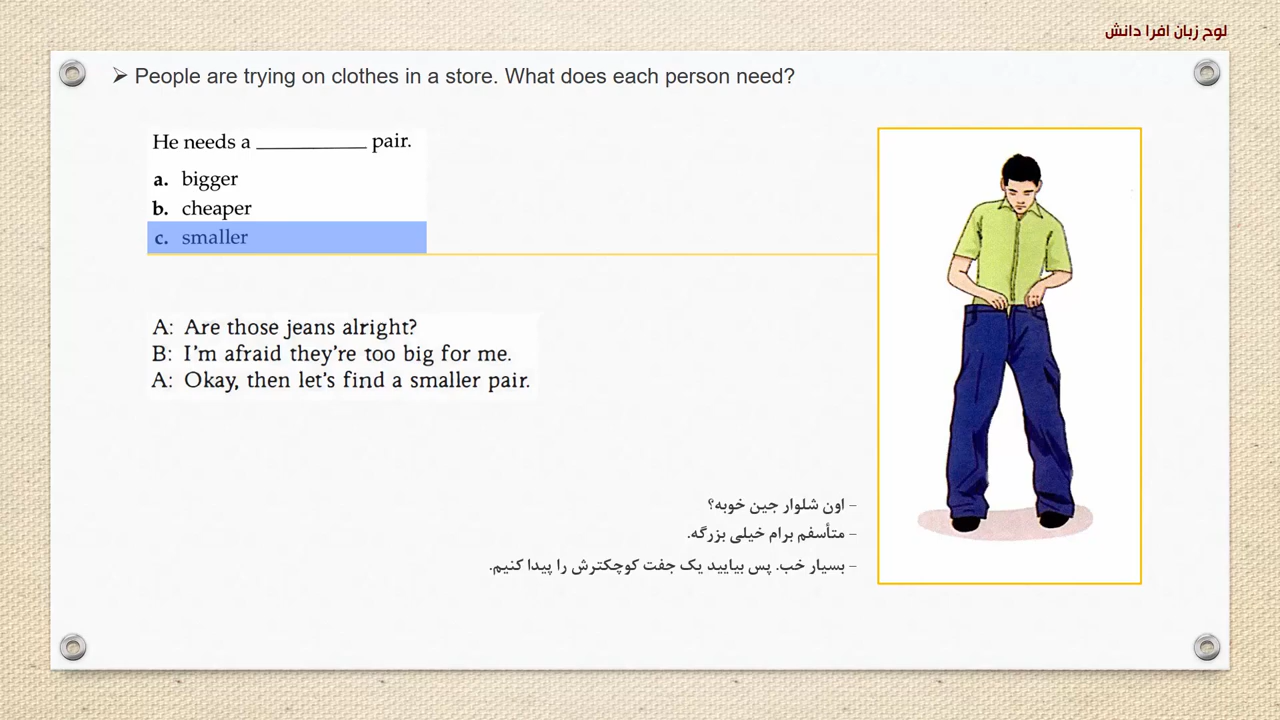 لوح زبان افرا دانش
➢ People are trying on clothes in a store. What does each person need?
He needs a __________ pair.
a. bigger
b. cheaper
c. smaller
A: Are those jeans alright?
B: I'm afraid they're too big for me.
A: Okay, then let's find a smaller pair.
– اون شلوار جین خوبه؟
– متأسفم برام خیلی بزرگه.
– بسیار خب. پس بیایید یک جفت کوچکترش را پیدا کنیم.